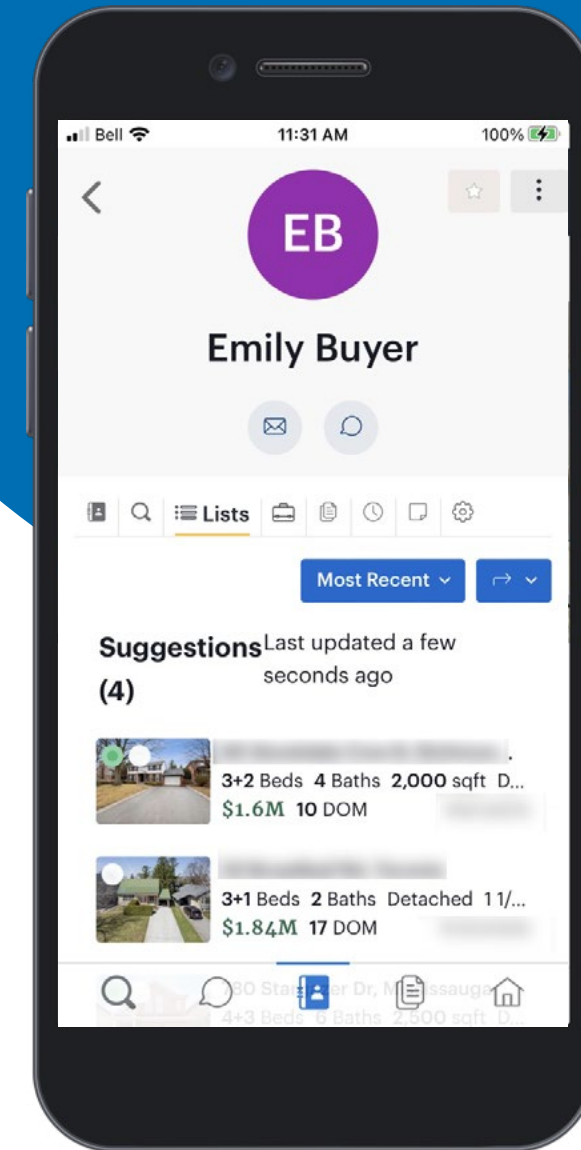 Bell
11:31 AM
100%
EB
Emily Buyer
Lists
Most Recent
Suggestions
(4)
Last updated a few
seconds ago
3+2 Beds 4 Baths 2,000 sqft D...
$1.6M 10 DOM
3+1 Beds 2 Baths Detached 1 1/...
$1.84M 17 DOM
4+3 Beds 6 Baths 2,500 sqft D...